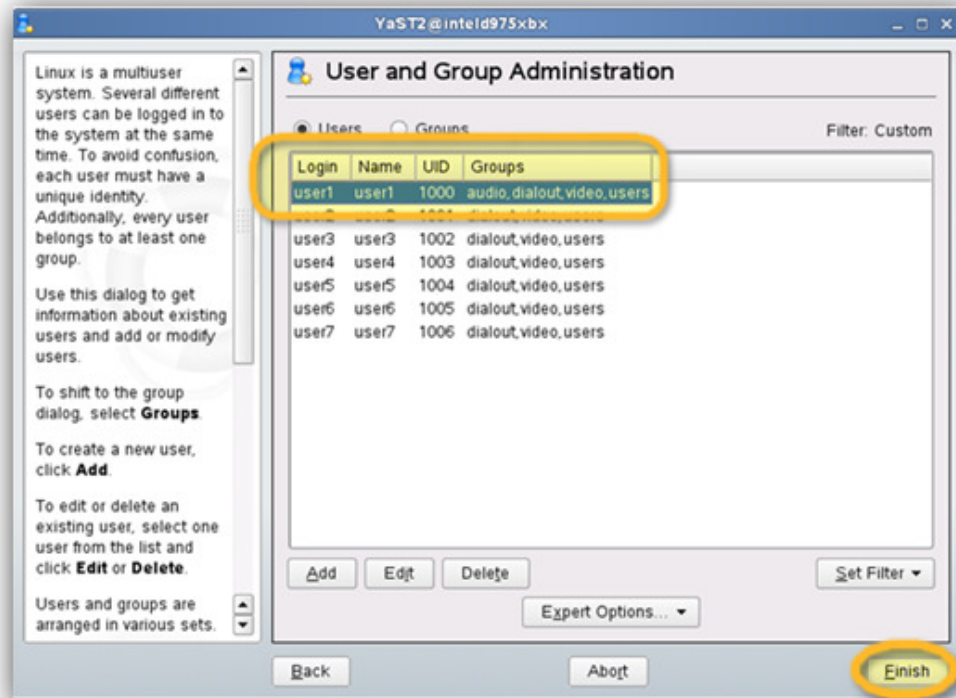 YaST2@inteld975xbx
Linux is a multiuser
system. Several different
users can be logged in to
the system at the same
time. To avoid confusion,
each user must have a
unique identity.
Additionally, every user
belongs to at least one
group.
Use this dialog to get
information about existing
users and add or modify
users.
To shift to the group
dialog, select Groups.
To create a new user,
click Add.
To edit or delete an
existing user, select one
user from the list and
click Edit or Delete.
Users and groups are
arranged in various sets.
User and Group Administration
Users Groups Filter: Custom
Login Name UID Groups
user1 user1 1000 audio,dialout,video,users
user2 user2 1001 dialout,video,users
user3 user3 1002 dialout,video,users
user4 user4 1003 dialout,video,users
user5 user5 1004 dialout,video,users
user6 user6 1005 dialout,video,users
user7 user7 1006 dialout,video,users
Add Edit Delete Set Filter
Expert Options...
Back Abort Finish